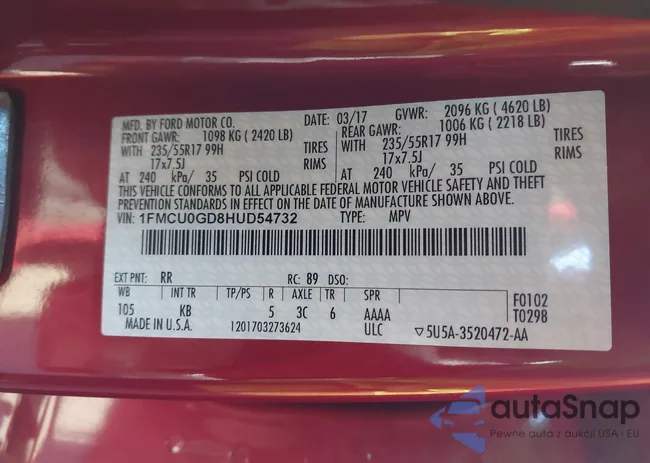 MFD. BY FORD MOTOR CO. DATE: 03/17 GVWR: 2096 KG ( 4620 LB)
FRONT GAWR: 1098 KG ( 2420 LB) REAR GAWR: 1006 KG ( 2218 LB)
WITH 235/55R17 99H TIRES WITH 235/55R17 99H TIRES
17x7.5J RIMS 17x7.5J RIMS
AT 240 kPa/ 35 PSI COLD AT 240 kPa/ 35 PSI COLD
THIS VEHICLE CONFORMS TO ALL APPLICABLE FEDERAL MOTOR VEHICLE SAFETY AND THEFT
PREVENTION STANDARDS IN EFFECT ON THE DATE OF MANUFACTURE SHOWN ABOVE.
VIN: 1FMCU0GD8HUD54732 TYPE: MPV
EXT PNT: RR RC: 89 DSO:
WB INT TR TP/PS R AXLE TR SPR F0102
105 KB 5 3C 6 AAAA T0298
MADE IN U.S.A. 1201703273624 ULC ▽5U5A-3520472-AA
autaSnap
Pewne auta z aukcji USA i EU